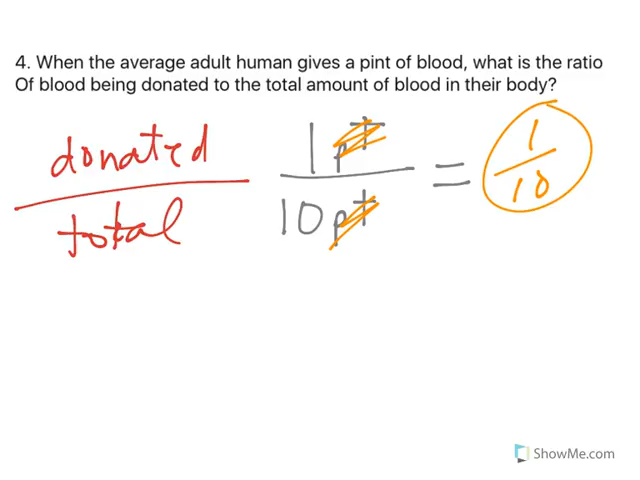 4. When the average adult human gives a pint of blood, what is the ratio
Of blood being donated to the total amount of blood in their body?
donated
total
1 pt
10 pt
=
1
10
ShowMe.com